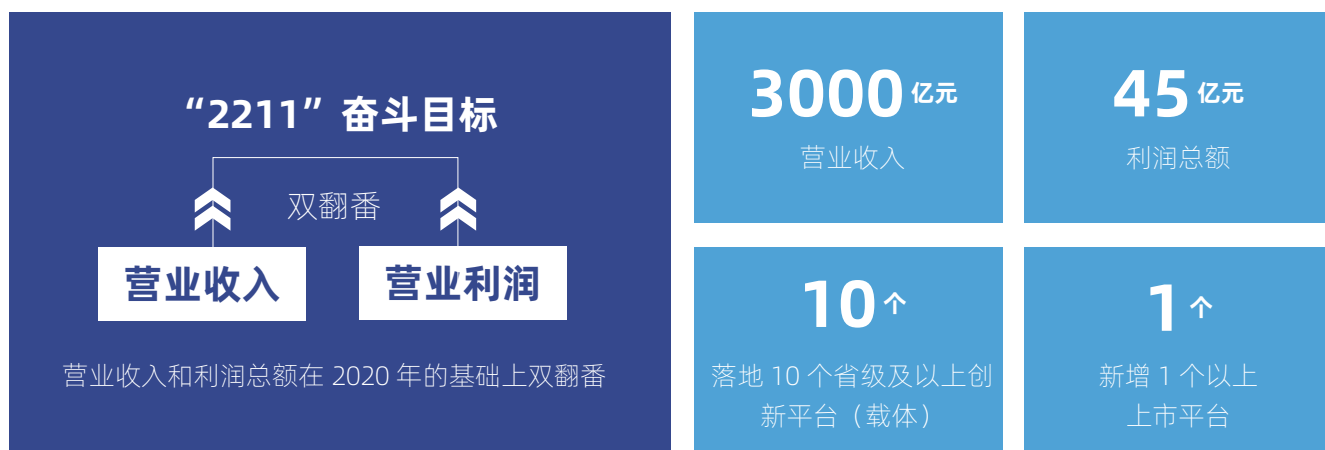 “2211”奋斗目标
双翻番
营业收入
营业利润
营业收入和利润总额在 2020 年的基础上双翻番
3000 亿元
营业收入
45 亿元
利润总额
10 个
落地 10 个省级及以上创
新平台（载体）
1 个
新增 1 个以上
上市平台